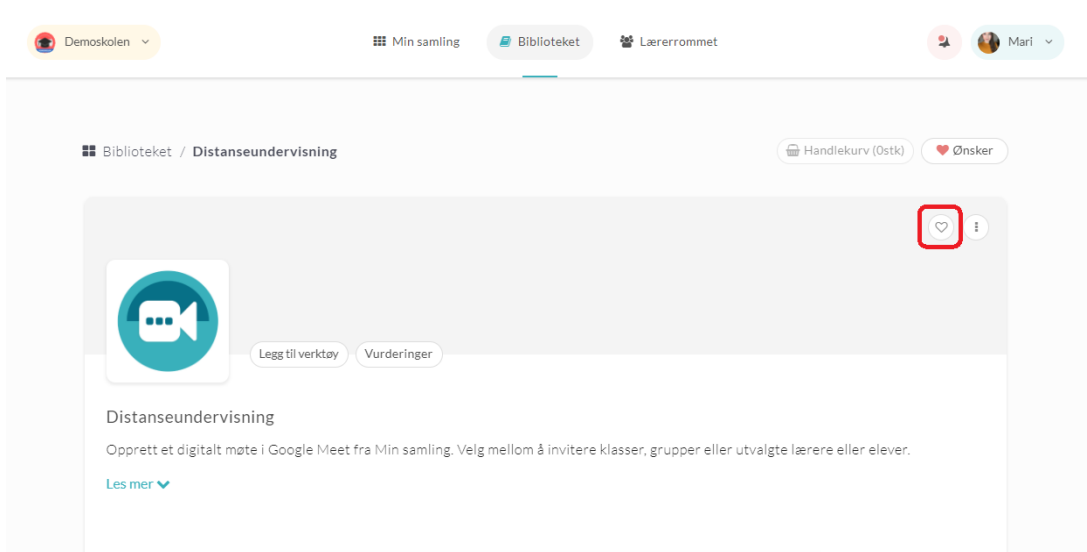 Demoskolen
Min samling
Biblioteket
Lærerrommet
Mari
Biblioteket / Distanseundervisning
Handlekurv (0stk)
Ønsker
Legg til verktøy
Vurderinger
Distanseundervisning
Opprett et digitalt møte i Google Meet fra Min samling. Velg mellom å invitere klasser, grupper eller utvalgte lærere eller elever.
Les mer